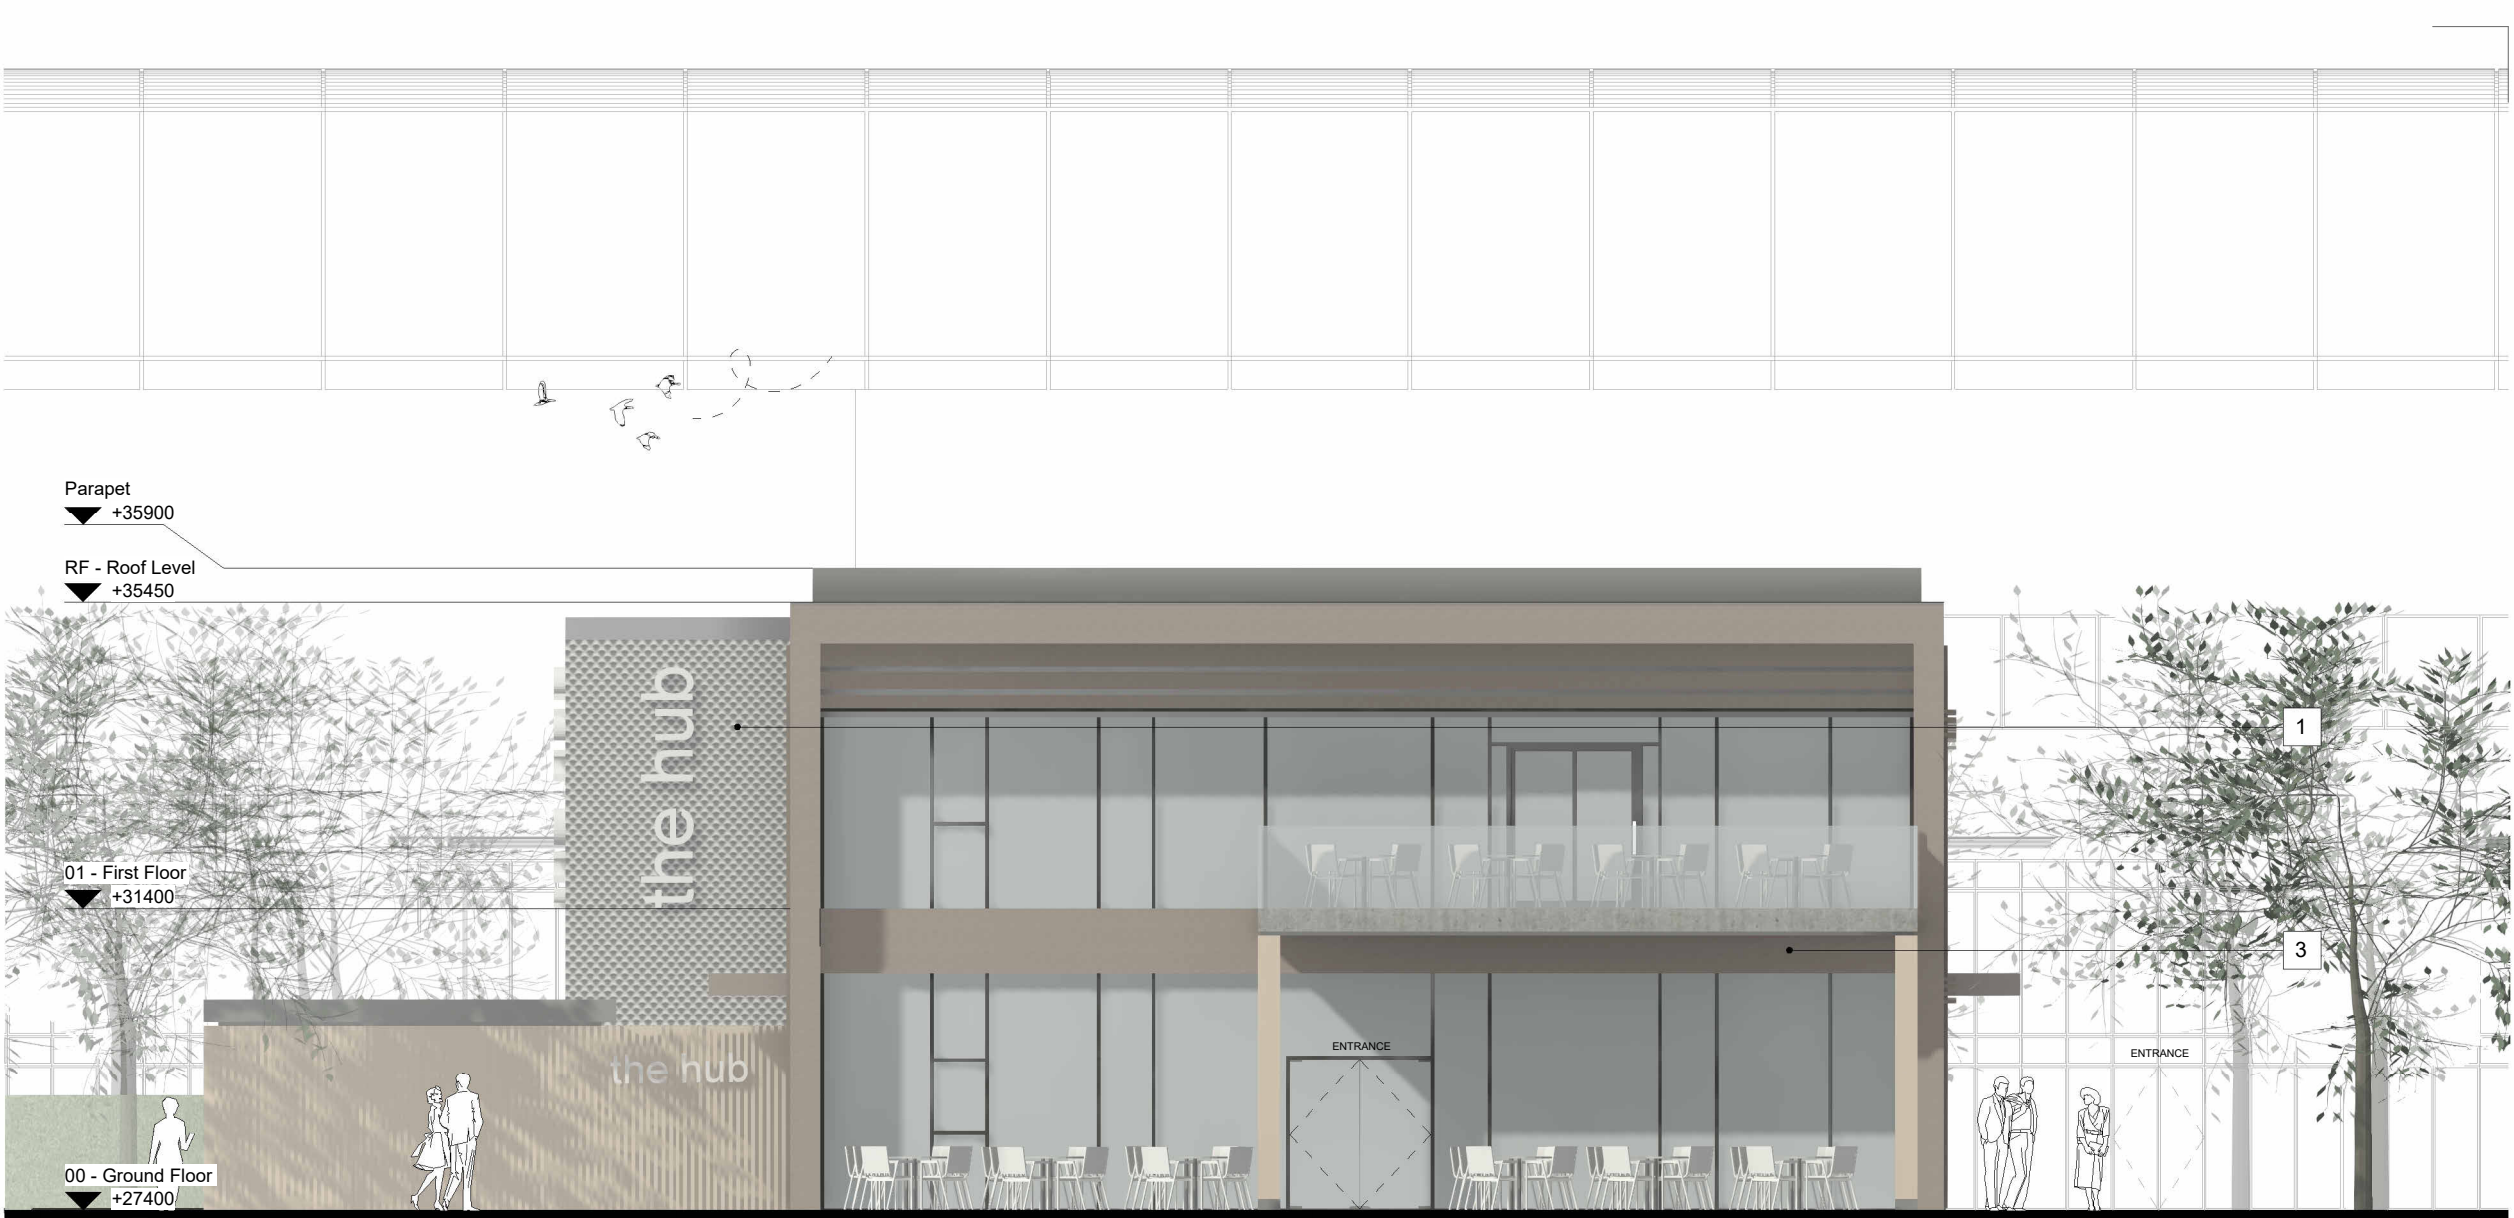 Parapet
+35900
RF - Roof Level
+35450
the hub
1
01 - First Floor
+31400
3
ENTRANCE
ENTRANCE
the hub
00 - Ground Floor
+27400